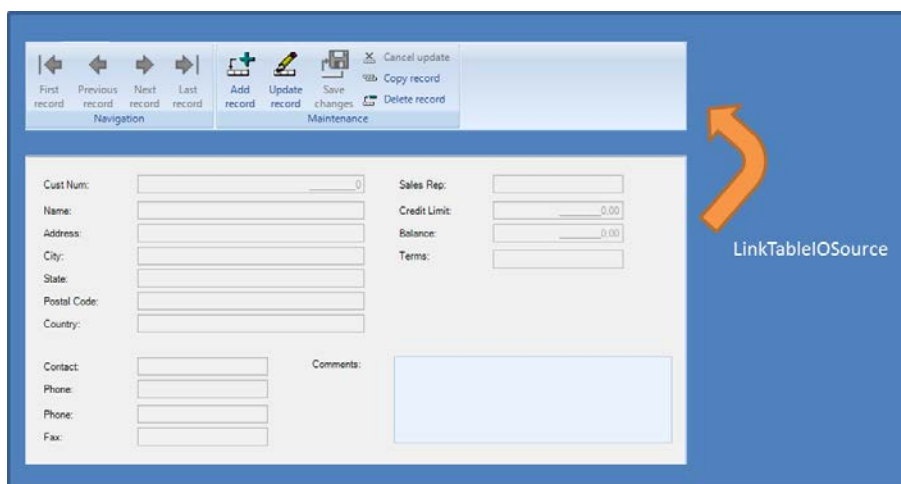 First record
Previous record
Next record
Last record
Navigation
Add record
Update record
Save changes
Cancel update
Copy record
Delete record
Maintenance
Cust Num: 0
Name:
Address:
City:
State:
Postal Code:
Country:
Sales Rep:
Credit Limit: 0.00
Balance: 0.00
Terms:
Contact:
Phone:
Phone:
Fax:
Comments:
LinkTableIOSource